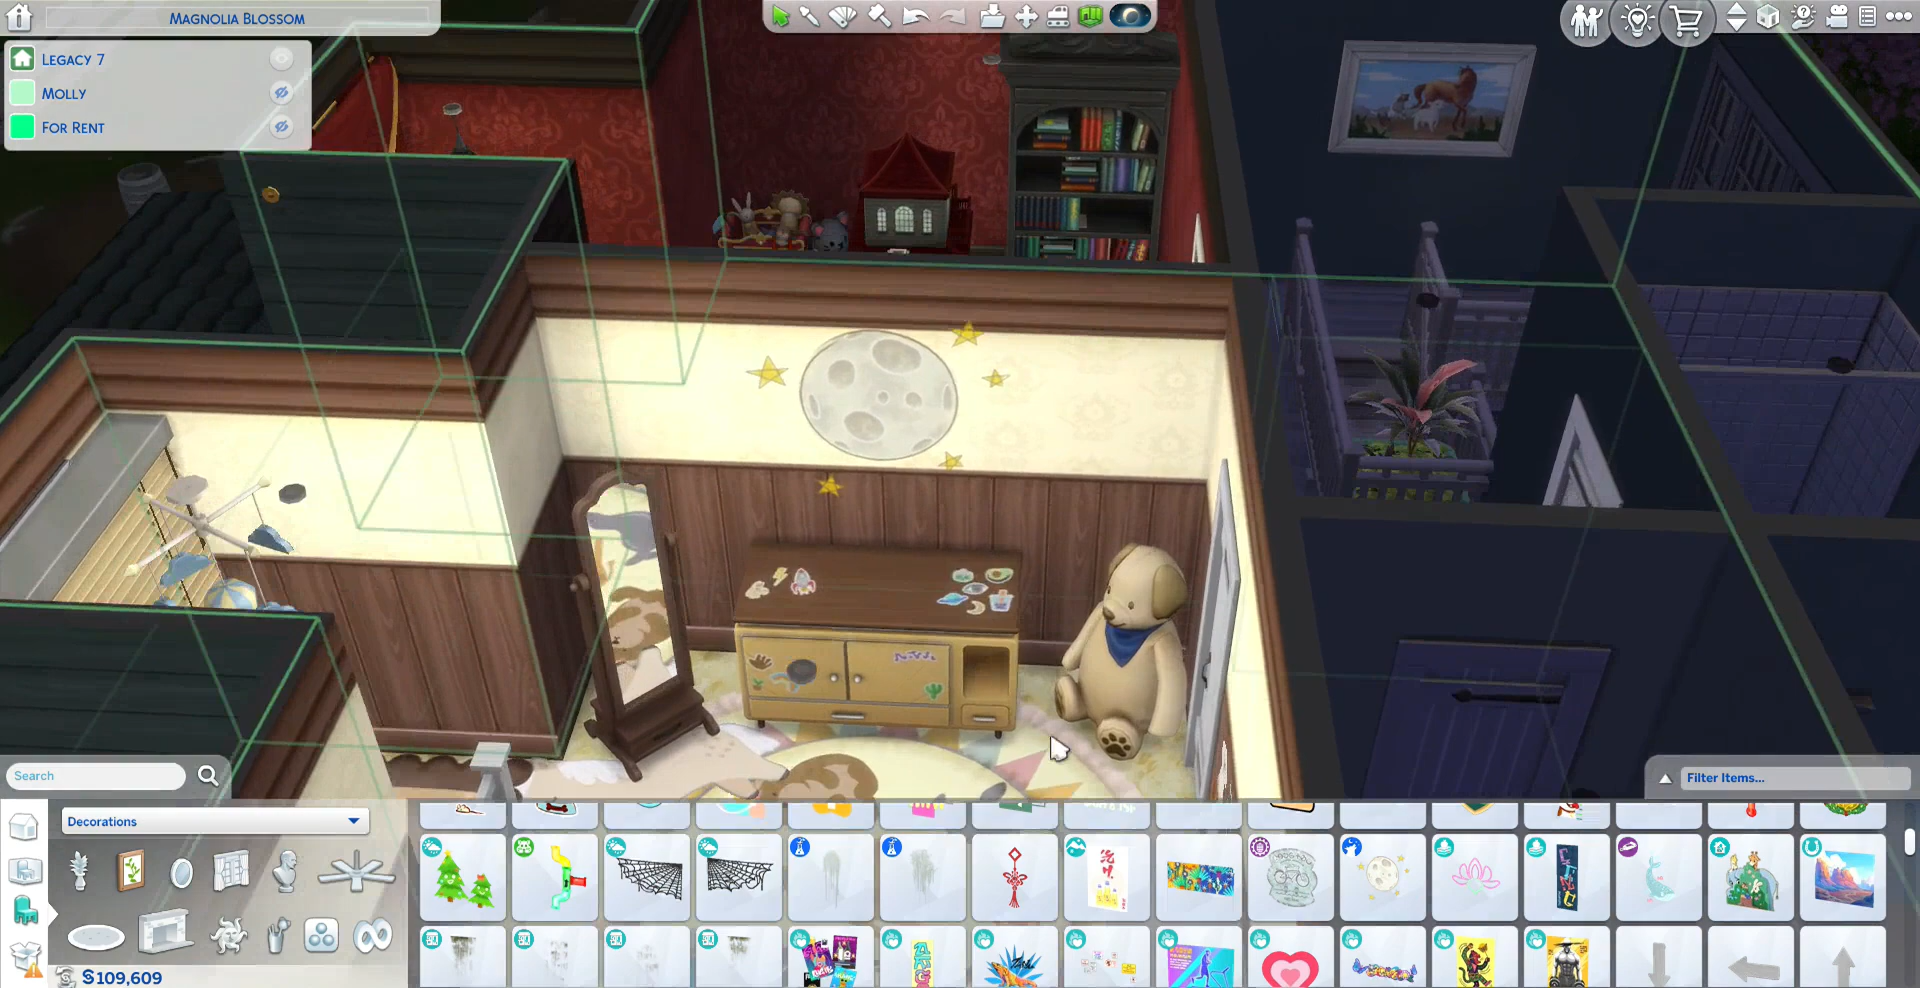 MAGNOLIA BLOSSOM
LEGACY 7
MOLLY
FOR RENT
Search
Filter Items...
Decorations
§109,609